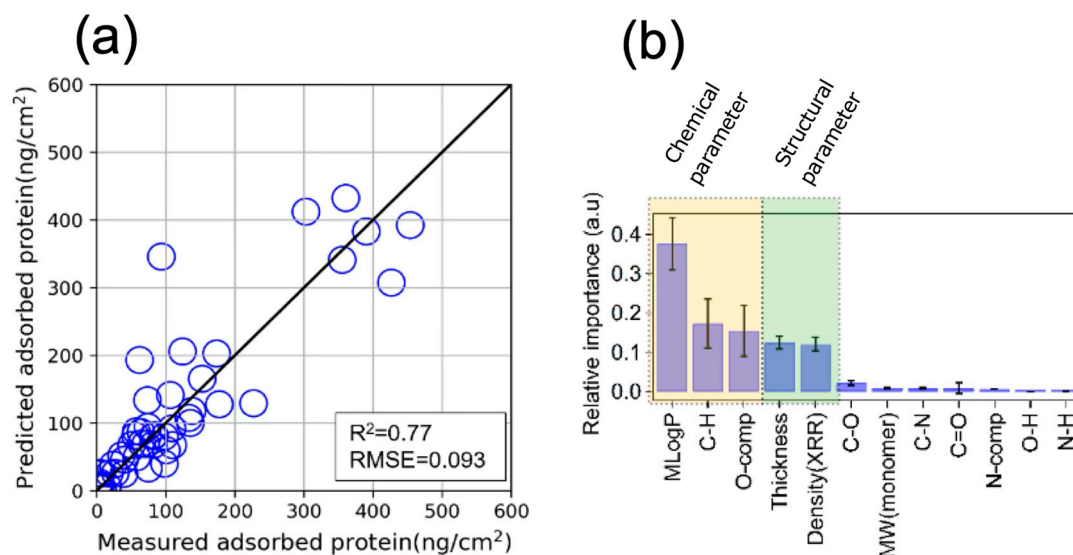 (a)
600
500
400
300
200
100
0
0 100 200 300 400 500 600
Predicted adsorbed protein(ng/cm²)
Measured adsorbed protein(ng/cm²)
R²=0.77
RMSE=0.093
(b)
Chemical
parameter
Structural
parameter
Relative importance (a.u)
0.4
0.3
0.2
0.1
0.0
MLogP
C-H
O-comp
Thickness
Density(XRR)
C-O
MW(monomer)
C-N
C=O
N-comp
O-H
N-H